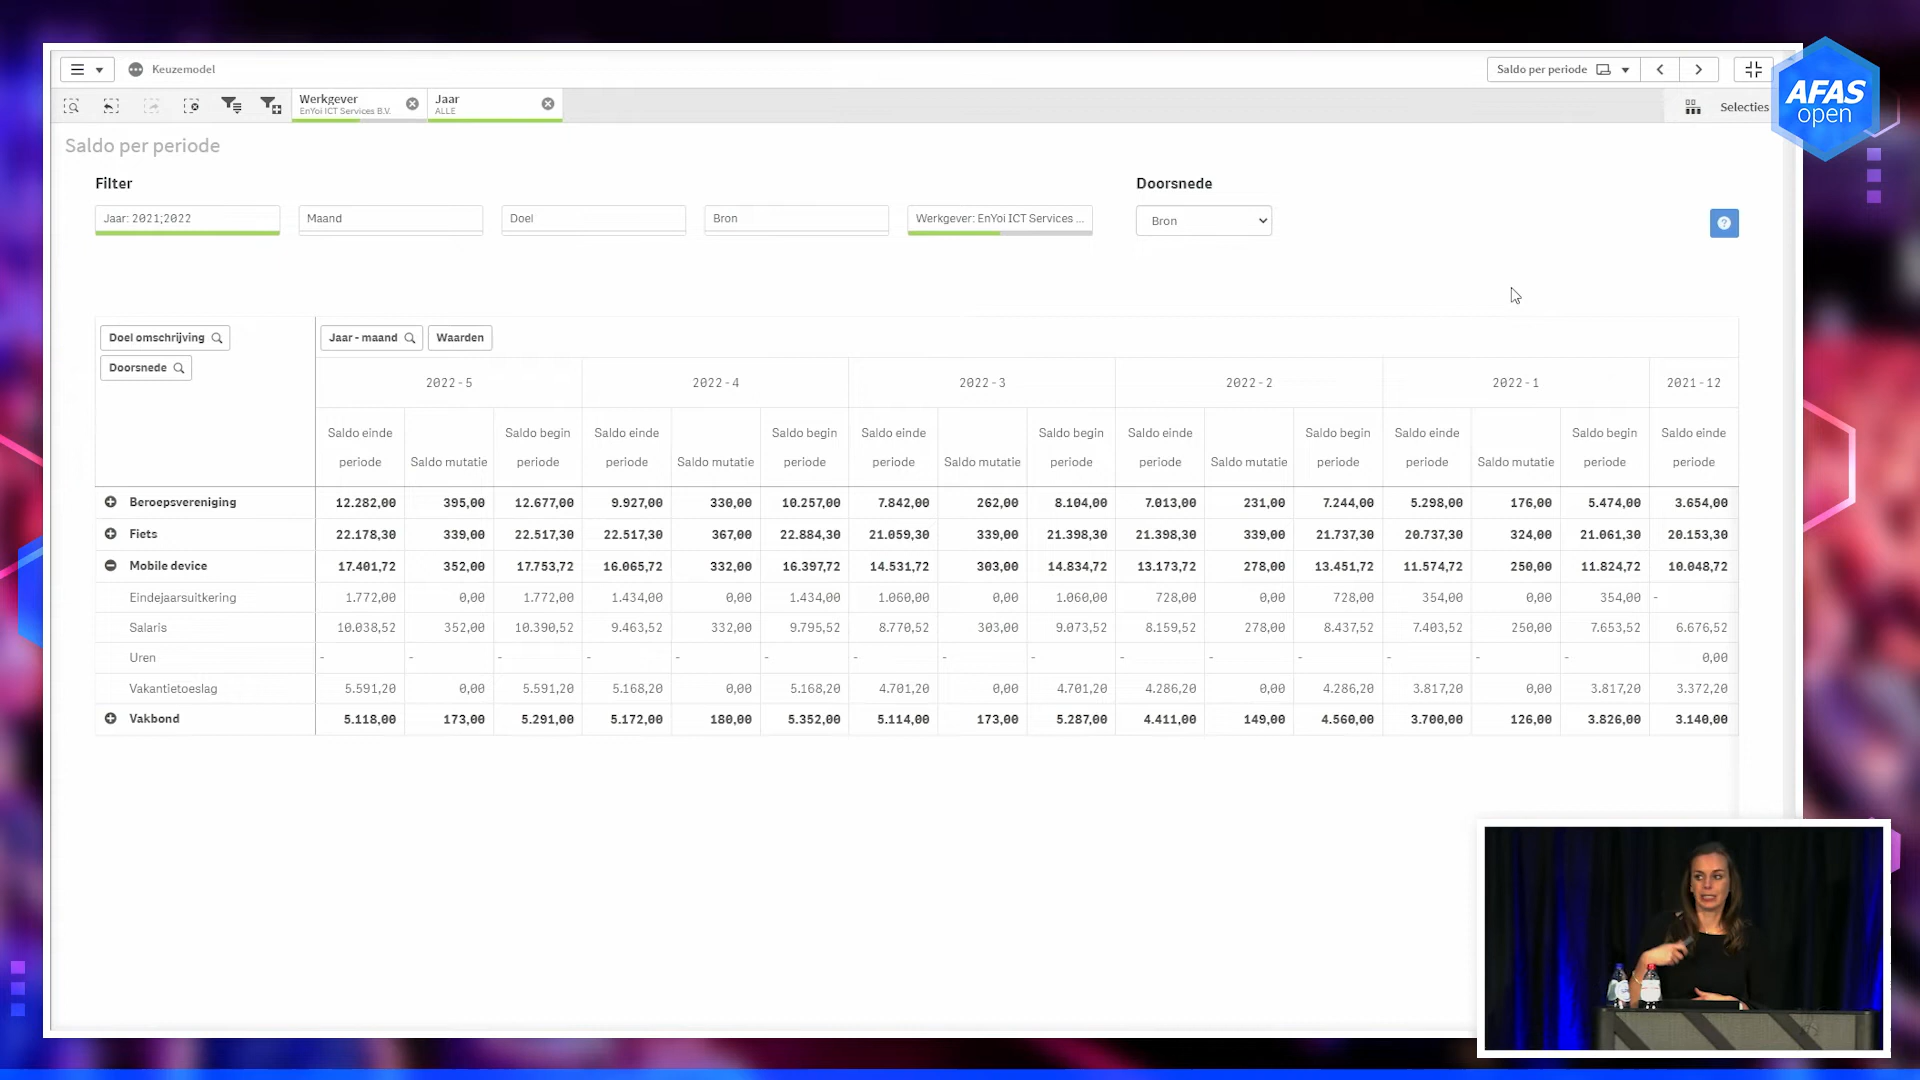 Keuzemodel
Saldo per periode
AFAS
open
Werkgever
EnYoi ICT Services B.V.
Jaar
ALLE
Selecties
Saldo per periode
Filter
Doorsnede
Jaar: 2021;2022
Maand
Doel
Bron
Werkgever: EnYoi ICT Services ...
Bron
Doel omschrijving
Jaar - maand
Waarden
Doorsnede
2022-5 2022-4 2022-3 2022-2 2022-1 2021-12
Saldo einde periode Saldo mutatie Saldo begin periode Saldo einde periode Saldo mutatie Saldo begin periode Saldo einde periode Saldo mutatie Saldo begin periode Saldo einde periode Saldo mutatie Saldo begin periode Saldo einde periode Saldo mutatie Saldo begin periode Saldo einde periode
Beroepsvereniging 12.282,00 395,00 12.677,00 9.927,00 330,00 10.257,00 7.842,00 262,00 8.104,00 7.013,00 231,00 7.244,00 5.298,00 176,00 5.474,00 3.654,00
Fiets 22.178,30 339,00 22.517,30 22.517,30 367,00 22.884,30 21.059,30 339,00 21.398,30 21.398,30 339,00 21.737,30 20.737,30 324,00 21.061,30 20.153,30
Mobile device 17.401,72 352,00 17.753,72 16.065,72 332,00 16.397,72 14.531,72 303,00 14.834,72 13.173,72 278,00 13.451,72 11.574,72 250,00 11.824,72 10.048,72
Eindejaarsuitkering 1.772,00 0,00 1.772,00 1.434,00 0,00 1.434,00 1.060,00 0,00 1.060,00 728,00 0,00 728,00 354,00 0,00 354,00 -
Salaris 10.038,52 352,00 10.390,52 9.463,52 332,00 9.795,52 8.770,52 303,00 9.073,52 8.159,52 278,00 8.437,52 7.403,52 250,00 7.653,52 6.676,52
Uren - - - - - - - - - - - - - - - 0,00
Vakantietoeslag 5.591,20 0,00 5.591,20 5.168,20 0,00 5.168,20 4.701,20 0,00 4.701,20 4.286,20 0,00 4.286,20 3.817,20 0,00 3.817,20 3.372,20
Vakbond 5.118,00 173,00 5.291,00 5.172,00 180,00 5.352,00 5.114,00 173,00 5.287,00 4.411,00 149,00 4.560,00 3.700,00 126,00 3.826,00 3.140,00